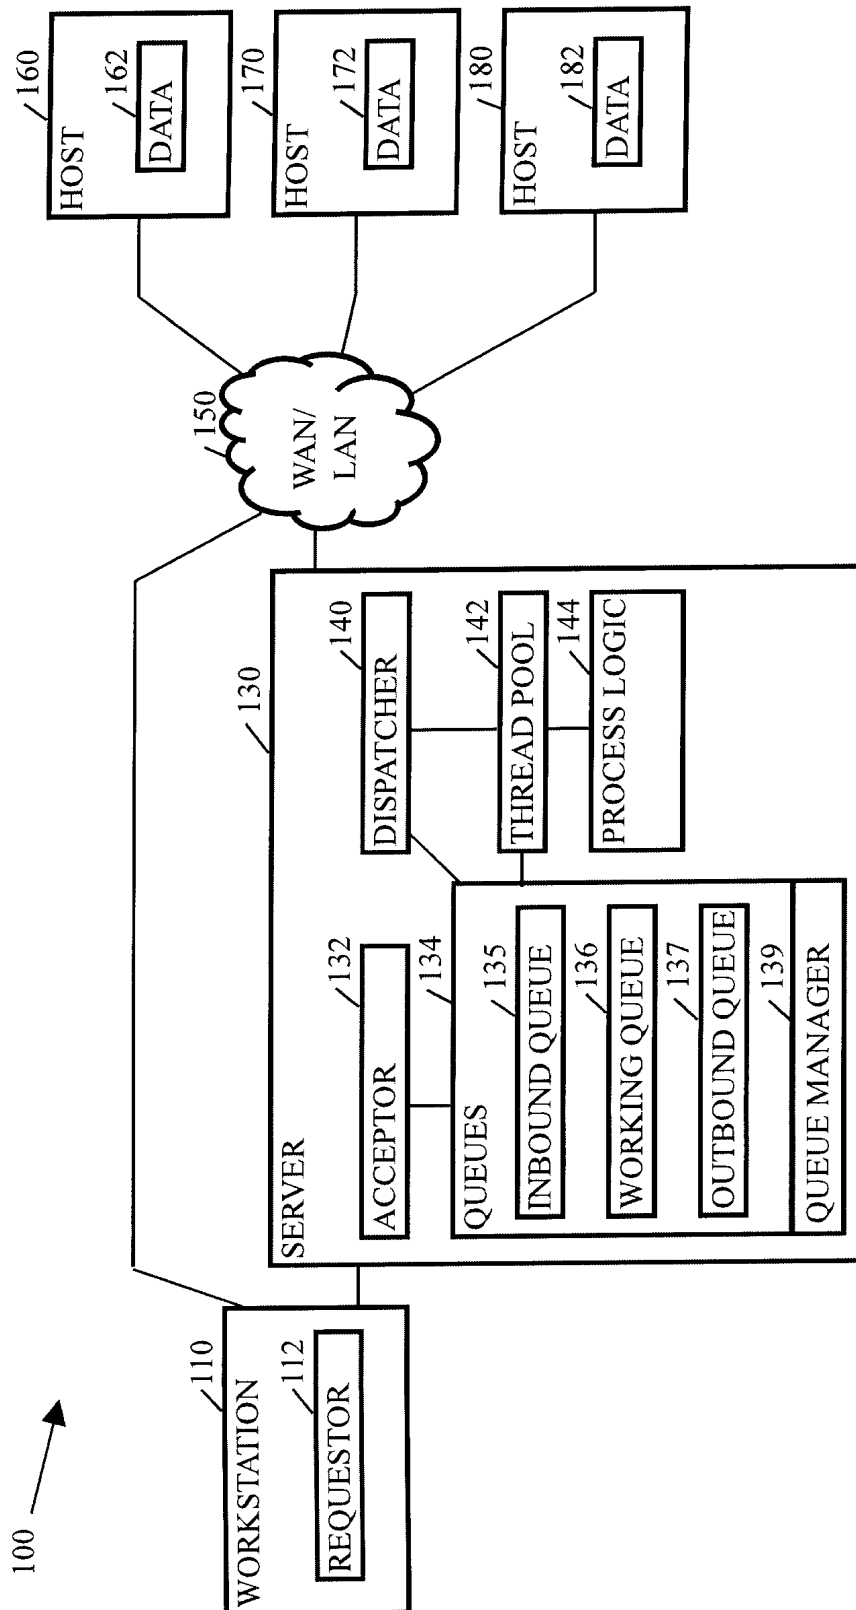 100
WORKSTATION
110
REQUESTOR
112
SERVER
130
ACCEPTOR
132
QUEUES
134
INBOUND QUEUE
135
WORKING QUEUE
136
OUTBOUND QUEUE
137
QUEUE MANAGER
139
DISPATCHER
140
THREAD POOL
142
PROCESS LOGIC
144
WAN/
LAN
150
HOST
160
DATA
162
HOST
170
DATA
172
HOST
180
DATA
182